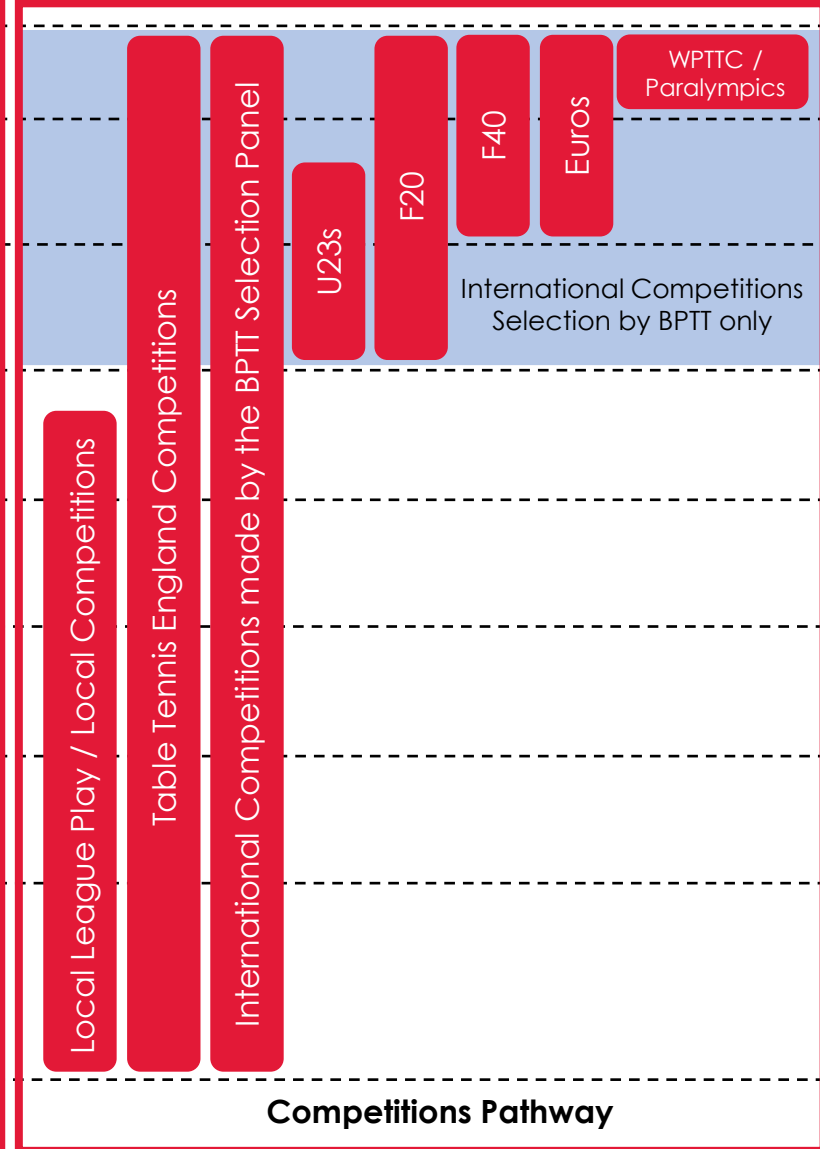 Local League Play / Local Competitions
Table Tennis England Competitions
International Competitions made by the BPTT Selection Panel
U23s
F20
F40
Euros
WPTTC /
Paralympics
International Competitions
Selection by BPTT only
Competitions Pathway